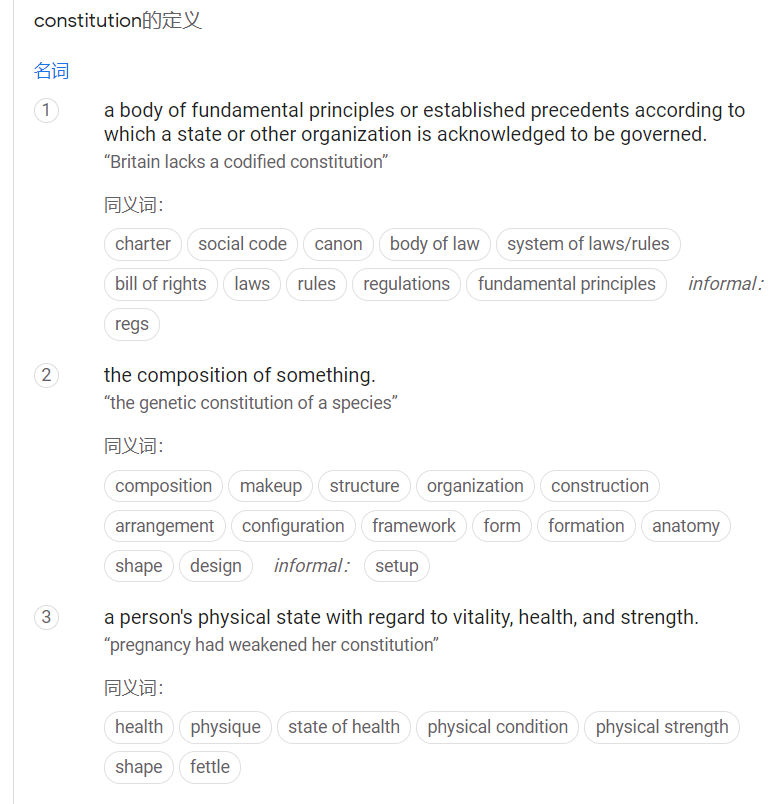 constitution的定义
名词
1 a body of fundamental principles or established precedents according to
which a state or other organization is acknowledged to be governed.
“Britain lacks a codified constitution”
同义词：
charter social code canon body of law system of laws/rules
bill of rights laws rules regulations fundamental principles informal：
regs
2 the composition of something.
“the genetic constitution of a species”
同义词：
composition makeup structure organization construction
arrangement configuration framework form formation anatomy
shape design informal： setup
3 a person's physical state with regard to vitality, health, and strength.
“pregnancy had weakened her constitution”
同义词：
health physique state of health physical condition physical strength
shape fettle